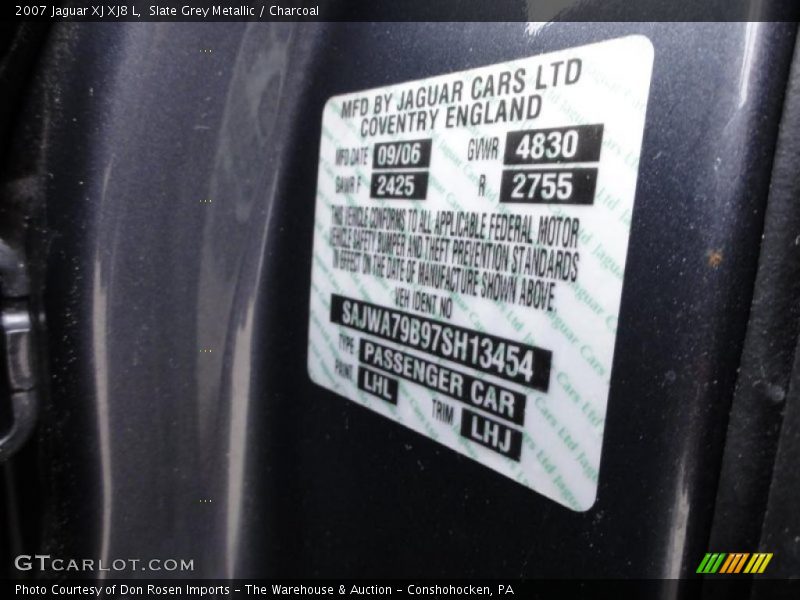 2007 Jaguar XJ XJ8 L, Slate Grey Metallic / Charcoal
MFD BY JAGUAR CARS LTD
COVENTRY ENGLAND
MFD DATE 09/06 GVWR 4830
GAWR F 2425 R 2755
THIS VEHICLE CONFORMS TO ALL APPLICABLE FEDERAL MOTOR
VEHICLE SAFETY BUMPER AND THEFT PREVENTION STANDARDS
IN EFFECT ON THE DATE OF MANUFACTURE SHOWN ABOVE.
VEH IDENT NO
SAJWA79B97SH13454
TYPE PASSENGER CAR
PAINT LHL TRIM LHJ
GTCARLOT.COM
Photo Courtesy of Don Rosen Imports - The Warehouse & Auction - Conshohocken, PA